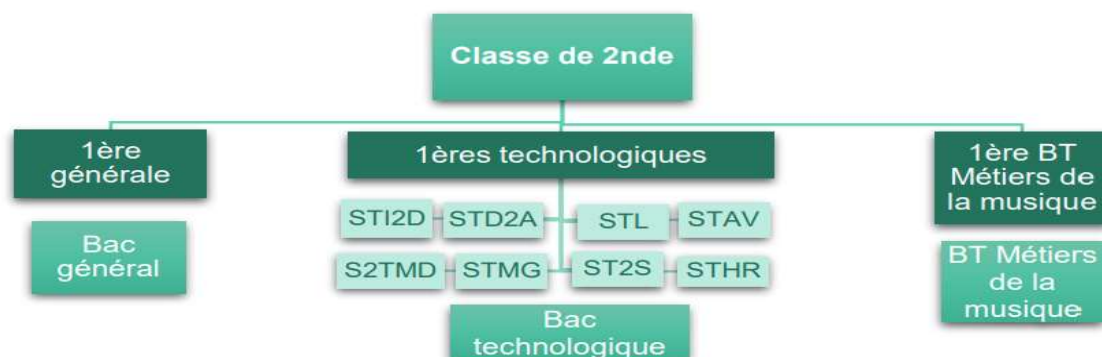 Classe de 2nde
1ère
générale
1ères technologiques
1ère BT
Métiers de
la musique
STI2D
STD2A
STL
STAV
S2TMD
STMG
ST2S
STHR
Bac
général
Bac
technologique
BT Métiers
de la
musique